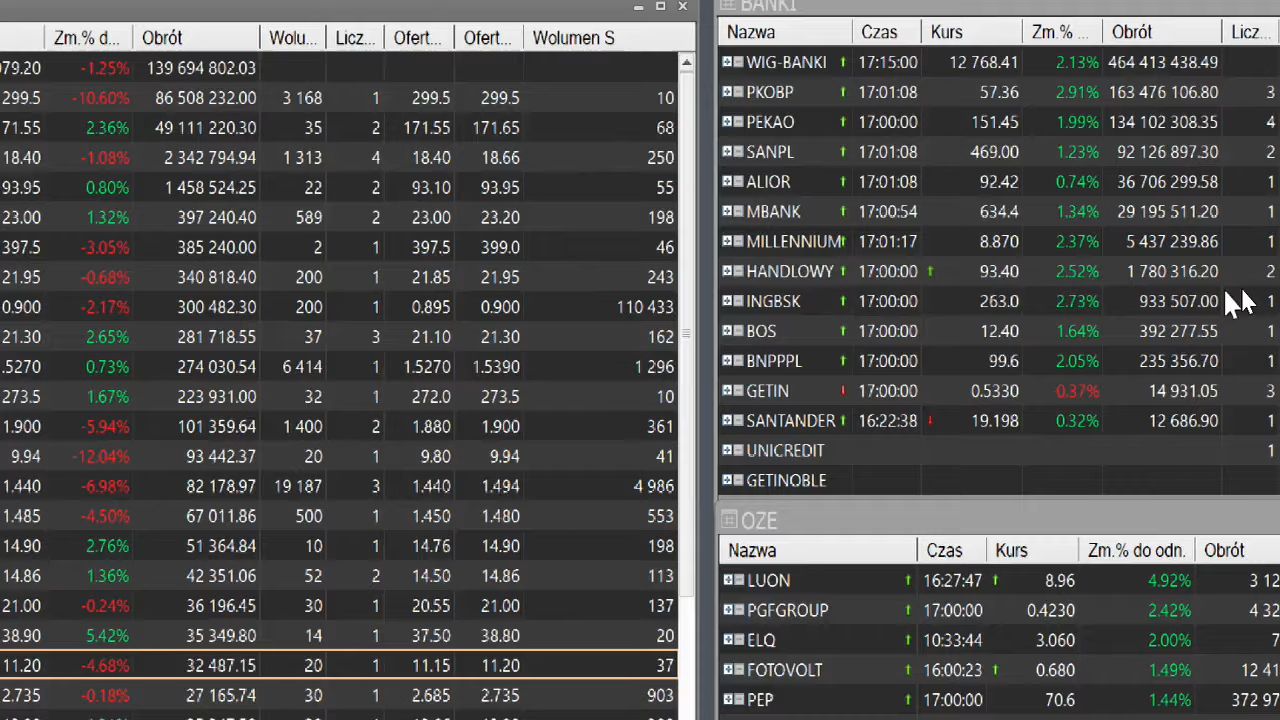 Zm.% d... Obrót Wolu... Licz... Ofert... Ofert... Wolumen S
079.20 -1.25% 139 694 802.03
299.5 -10.60% 86 508 232.00 3 168 1 299.5 299.5 10
71.55 2.36% 49 111 220.30 35 2 171.55 171.65 68
18.40 -1.08% 2 342 794.94 1 313 4 18.40 18.66 250
93.95 0.80% 1 458 524.25 22 2 93.10 93.95 55
23.00 1.32% 397 240.40 589 2 23.00 23.20 198
397.5 -3.05% 385 240.00 2 1 397.5 399.0 46
21.95 -0.68% 340 818.40 200 1 21.85 21.95 243
0.900 -2.17% 300 482.30 200 1 0.895 0.900 110 433
21.30 2.65% 281 718.55 37 3 21.10 21.30 162
.5270 0.73% 274 030.54 6 414 1 1.5270 1.5390 1 296
273.5 1.67% 223 931.00 32 1 272.0 273.5 10
1.900 -5.94% 101 359.64 1 400 2 1.880 1.900 361
9.94 -12.04% 93 442.37 20 1 9.80 9.94 41
1.440 -6.98% 82 178.97 19 187 3 1.440 1.494 4 986
1.485 -4.50% 67 011.86 500 1 1.450 1.480 553
14.90 2.76% 51 364.84 10 1 14.76 14.90 198
14.86 1.36% 42 351.06 52 2 14.50 14.86 113
21.00 -0.24% 36 196.45 30 1 20.55 21.00 137
38.90 5.42% 35 349.80 14 1 37.50 38.80 20
11.20 -4.68% 32 487.15 20 1 11.15 11.20 37
2.735 -0.18% 27 165.74 30 1 2.685 2.735 903
BANKI
Nazwa Czas Kurs Zm.% ... Obrót Licz...
WIG-BANKI 17:15:00 12 768.41 2.13% 464 413 438.49
PKOBP 17:01:08 57.36 2.91% 163 476 106.80 3
PEKAO 17:00:00 151.45 1.99% 134 102 308.35 4
SANPL 17:01:08 469.00 1.23% 92 126 897.30 2
ALIOR 17:01:08 92.42 0.74% 36 706 299.58 1
MBANK 17:00:54 634.4 1.34% 29 195 511.20 1
MILLENNIUM 17:01:17 8.870 2.37% 5 437 239.86 1
HANDLOWY 17:00:00 93.40 2.52% 1 780 316.20 2
INGBSK 17:00:00 263.0 2.73% 933 507.00 1
BOS 17:00:00 12.40 1.64% 392 277.55 1
BNPPPL 17:00:00 99.6 2.05% 235 356.70 1
GETIN 17:00:00 0.5330 -0.37% 14 931.05 3
SANTANDER 16:22:38 19.198 0.32% 12 686.90 1
UNICREDIT 1
GETINOBLE
OZE
Nazwa Czas Kurs Zm.% do odn. Obrót
LUON 16:27:47 8.96 4.92% 3 12
PGFGROUP 17:00:00 0.4230 2.42% 4 32
ELQ 10:33:44 3.060 2.00% 7
FOTOVOLT 16:00:23 0.680 1.49% 12 41
PEP 17:00:00 70.6 1.44% 372 97